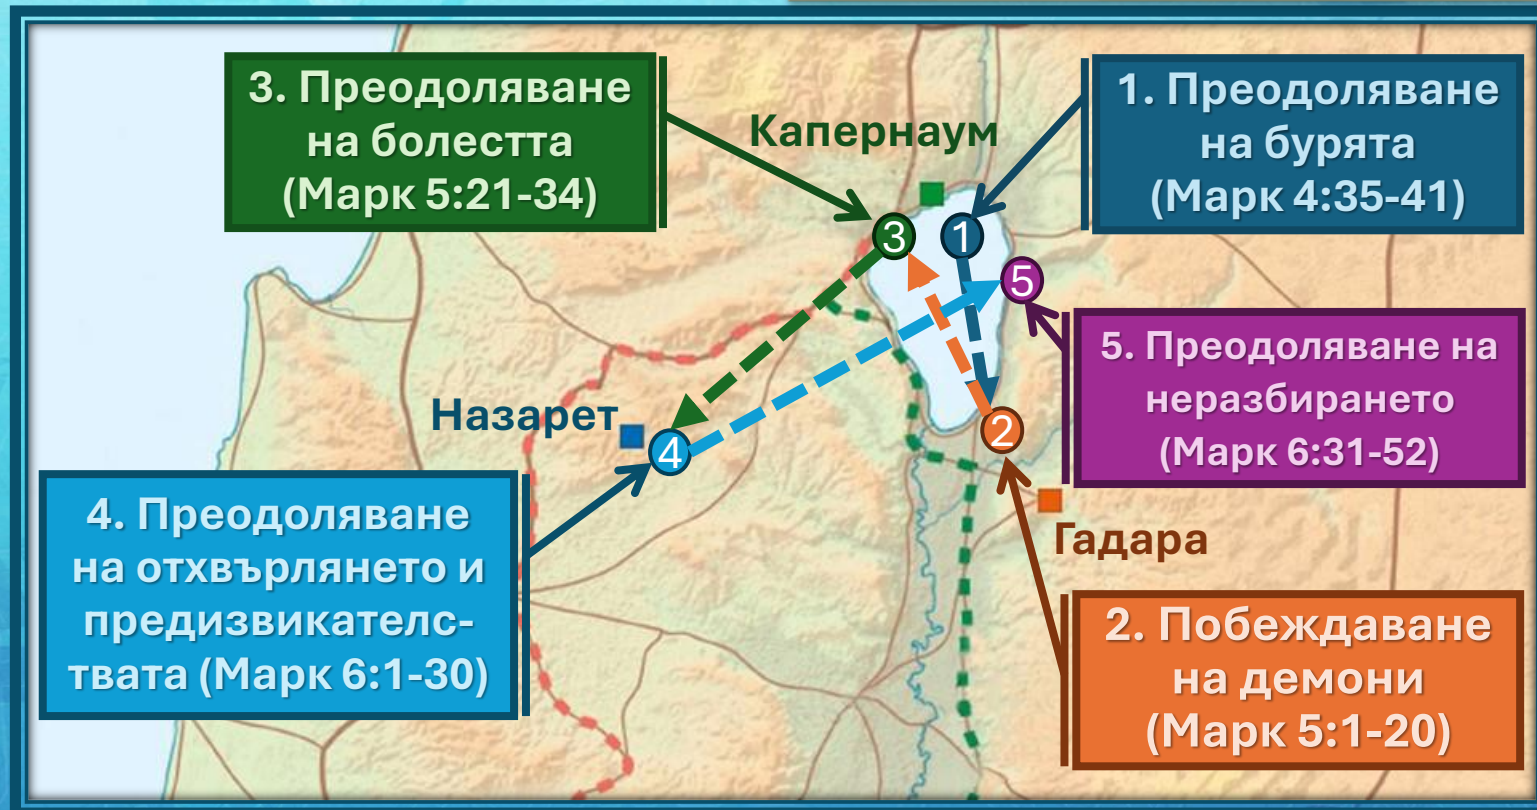 3. Преодоляване
на болестта
(Марк 5:21-34)
Капернаум
1. Преодоляване
на бурята
(Марк 4:35-41)
3
1
5
5. Преодоляване на
неразбирането
(Марк 6:31-52)
Назарет
4
2
4. Преодоляване
на отхвърлянето и
предизвикателс-
твата (Марк 6:1-30)
Гадара
2. Побеждаване
на демони
(Марк 5:1-20)